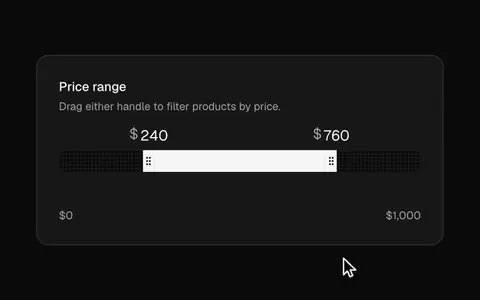 Price range
Drag either handle to filter products by price.
$240 $760
$0 $1,000